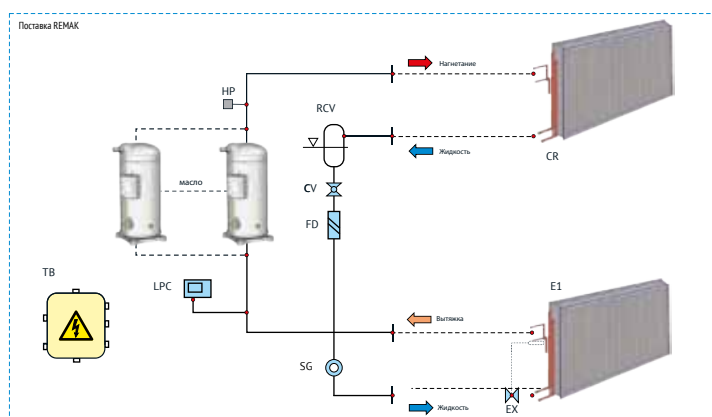 Поставка REMAK
Нагнетание
HP
RCV
Жидкость
CR
масло
CV
FD
TB
LPC
E1
Вытяжка
SG
Жидкость
EX